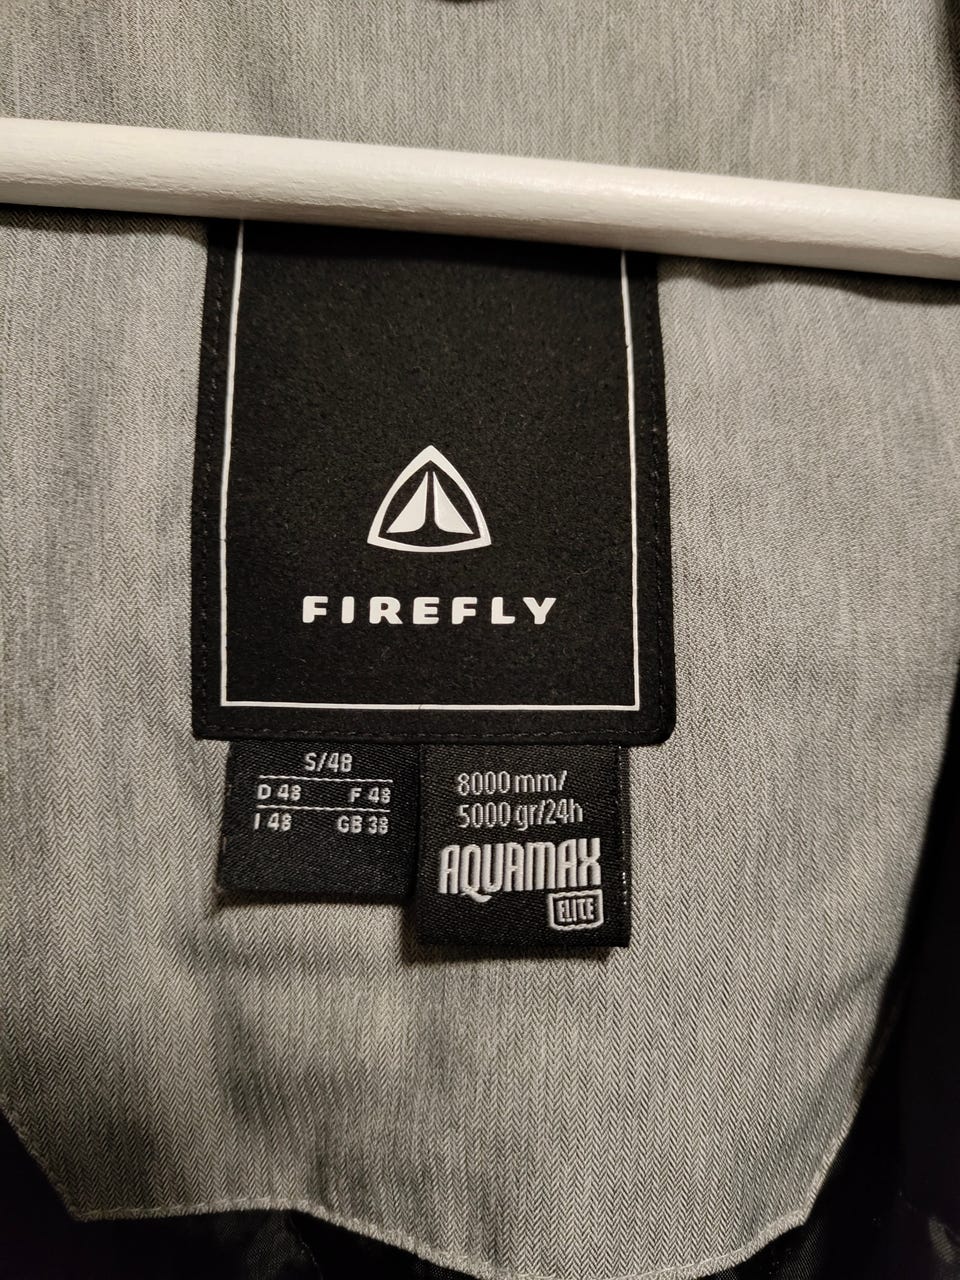 FIREFLY
S/48
D 48 F 48
I 48 GB 38
8000 mm/
5000 gr/24h
AQUAMAX
ELITE